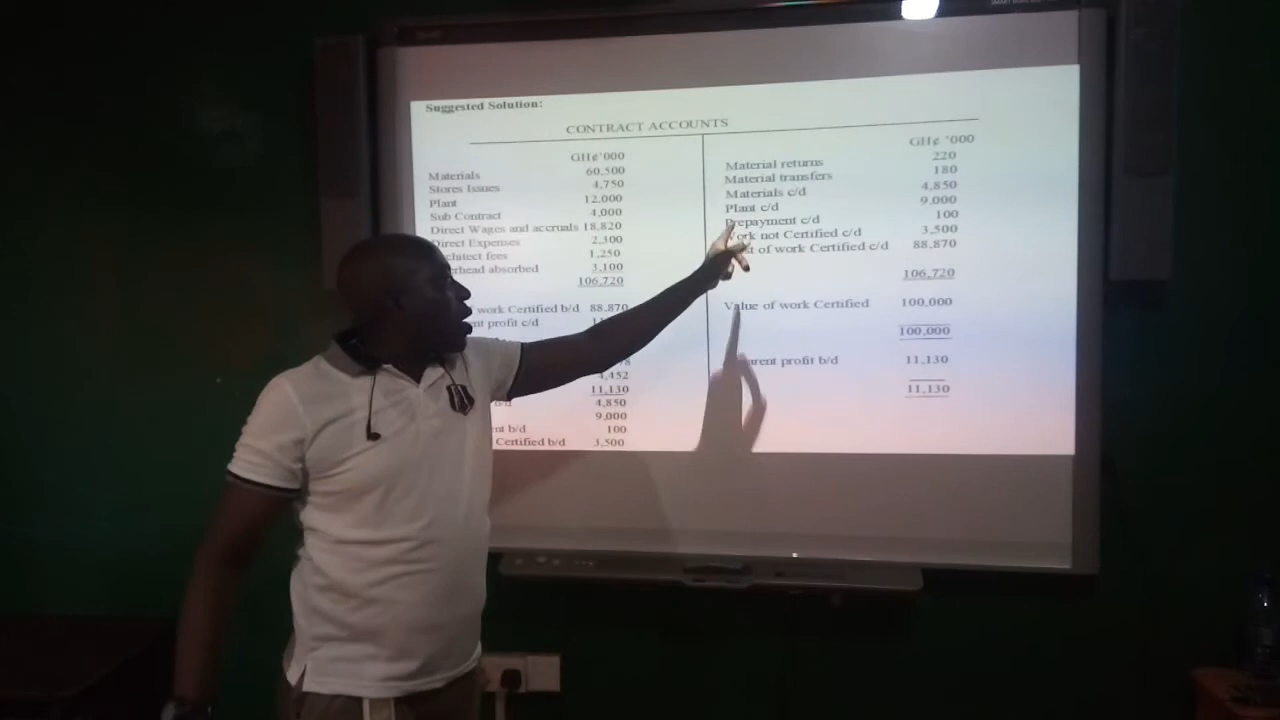 Suggested Solution:
CONTRACT ACCOUNTS
GH¢'000
Materials 60,500
Stores Issues 4,750
Plant 12,000
Sub Contract 4,000
Direct Wages and accruals 18,820
Direct Expenses 2,300
chitect fees 1,250
rhead absorbed 3,100
106,720
work Certified b/d 88,870
nt profit c/d
4,452
11,130
4,850
9,000
nt b/d 100
Certified b/d 3,500
GH¢ '000
Material returns 220
Material transfers 180
Materials c/d 4,850
Plant c/d 9,000
Prepayment c/d 100
Work not Certified c/d 3,500
t of work Certified c/d 88,870
106,720
Value of work Certified 100,000
100,000
arent profit b/d 11,130
11,130